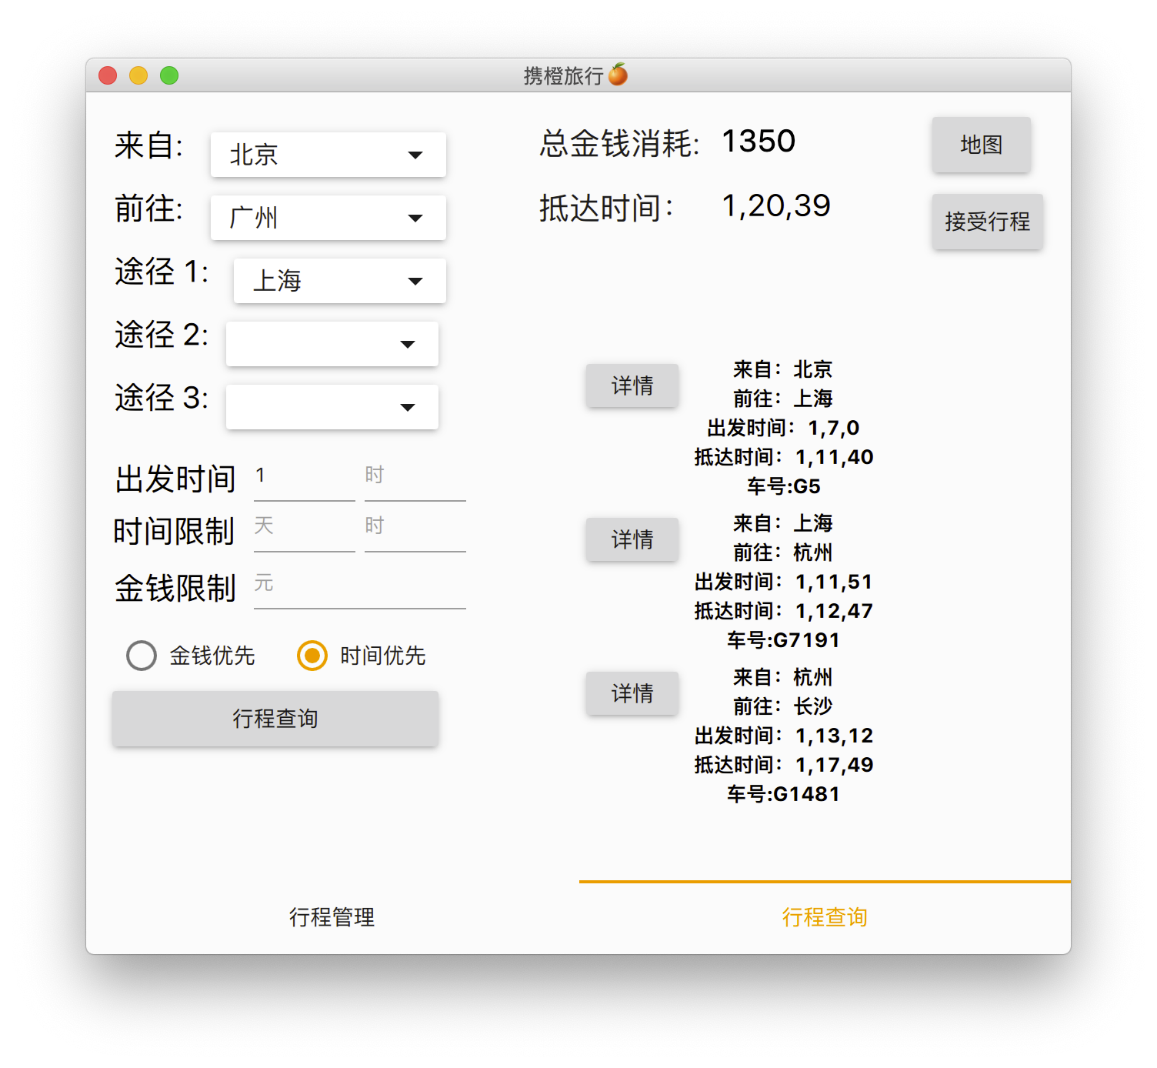 携橙旅行
来自:
北京
前往:
广州
途径 1:
上海
途径 2:
途径 3:
出发时间 1 时
时间限制 天 时
金钱限制 元
金钱优先 时间优先
行程查询
总金钱消耗: 1350
抵达时间： 1,20,39
地图
接受行程
详情
来自：北京
前往：上海
出发时间：1,7,0
抵达时间：1,11,40
车号:G5
详情
来自：上海
前往：杭州
出发时间：1,11,51
抵达时间：1,12,47
车号:G7191
详情
来自：杭州
前往：长沙
出发时间：1,13,12
抵达时间：1,17,49
车号:G1481
行程管理
行程查询